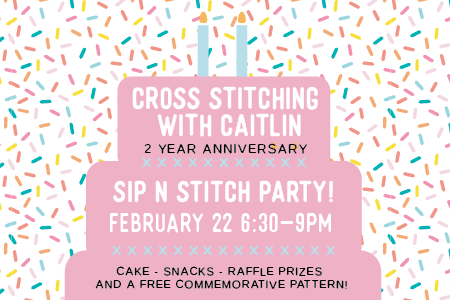 CROSS STITCHING
WITH CAITLIN
2 YEAR ANNIVERSARY
SIP N STITCH PARTY!
FEBRUARY 22 6:30-9PM
CAKE - SNACKS - RAFFLE PRIZES
AND A FREE COMMEMORATIVE PATTERN!